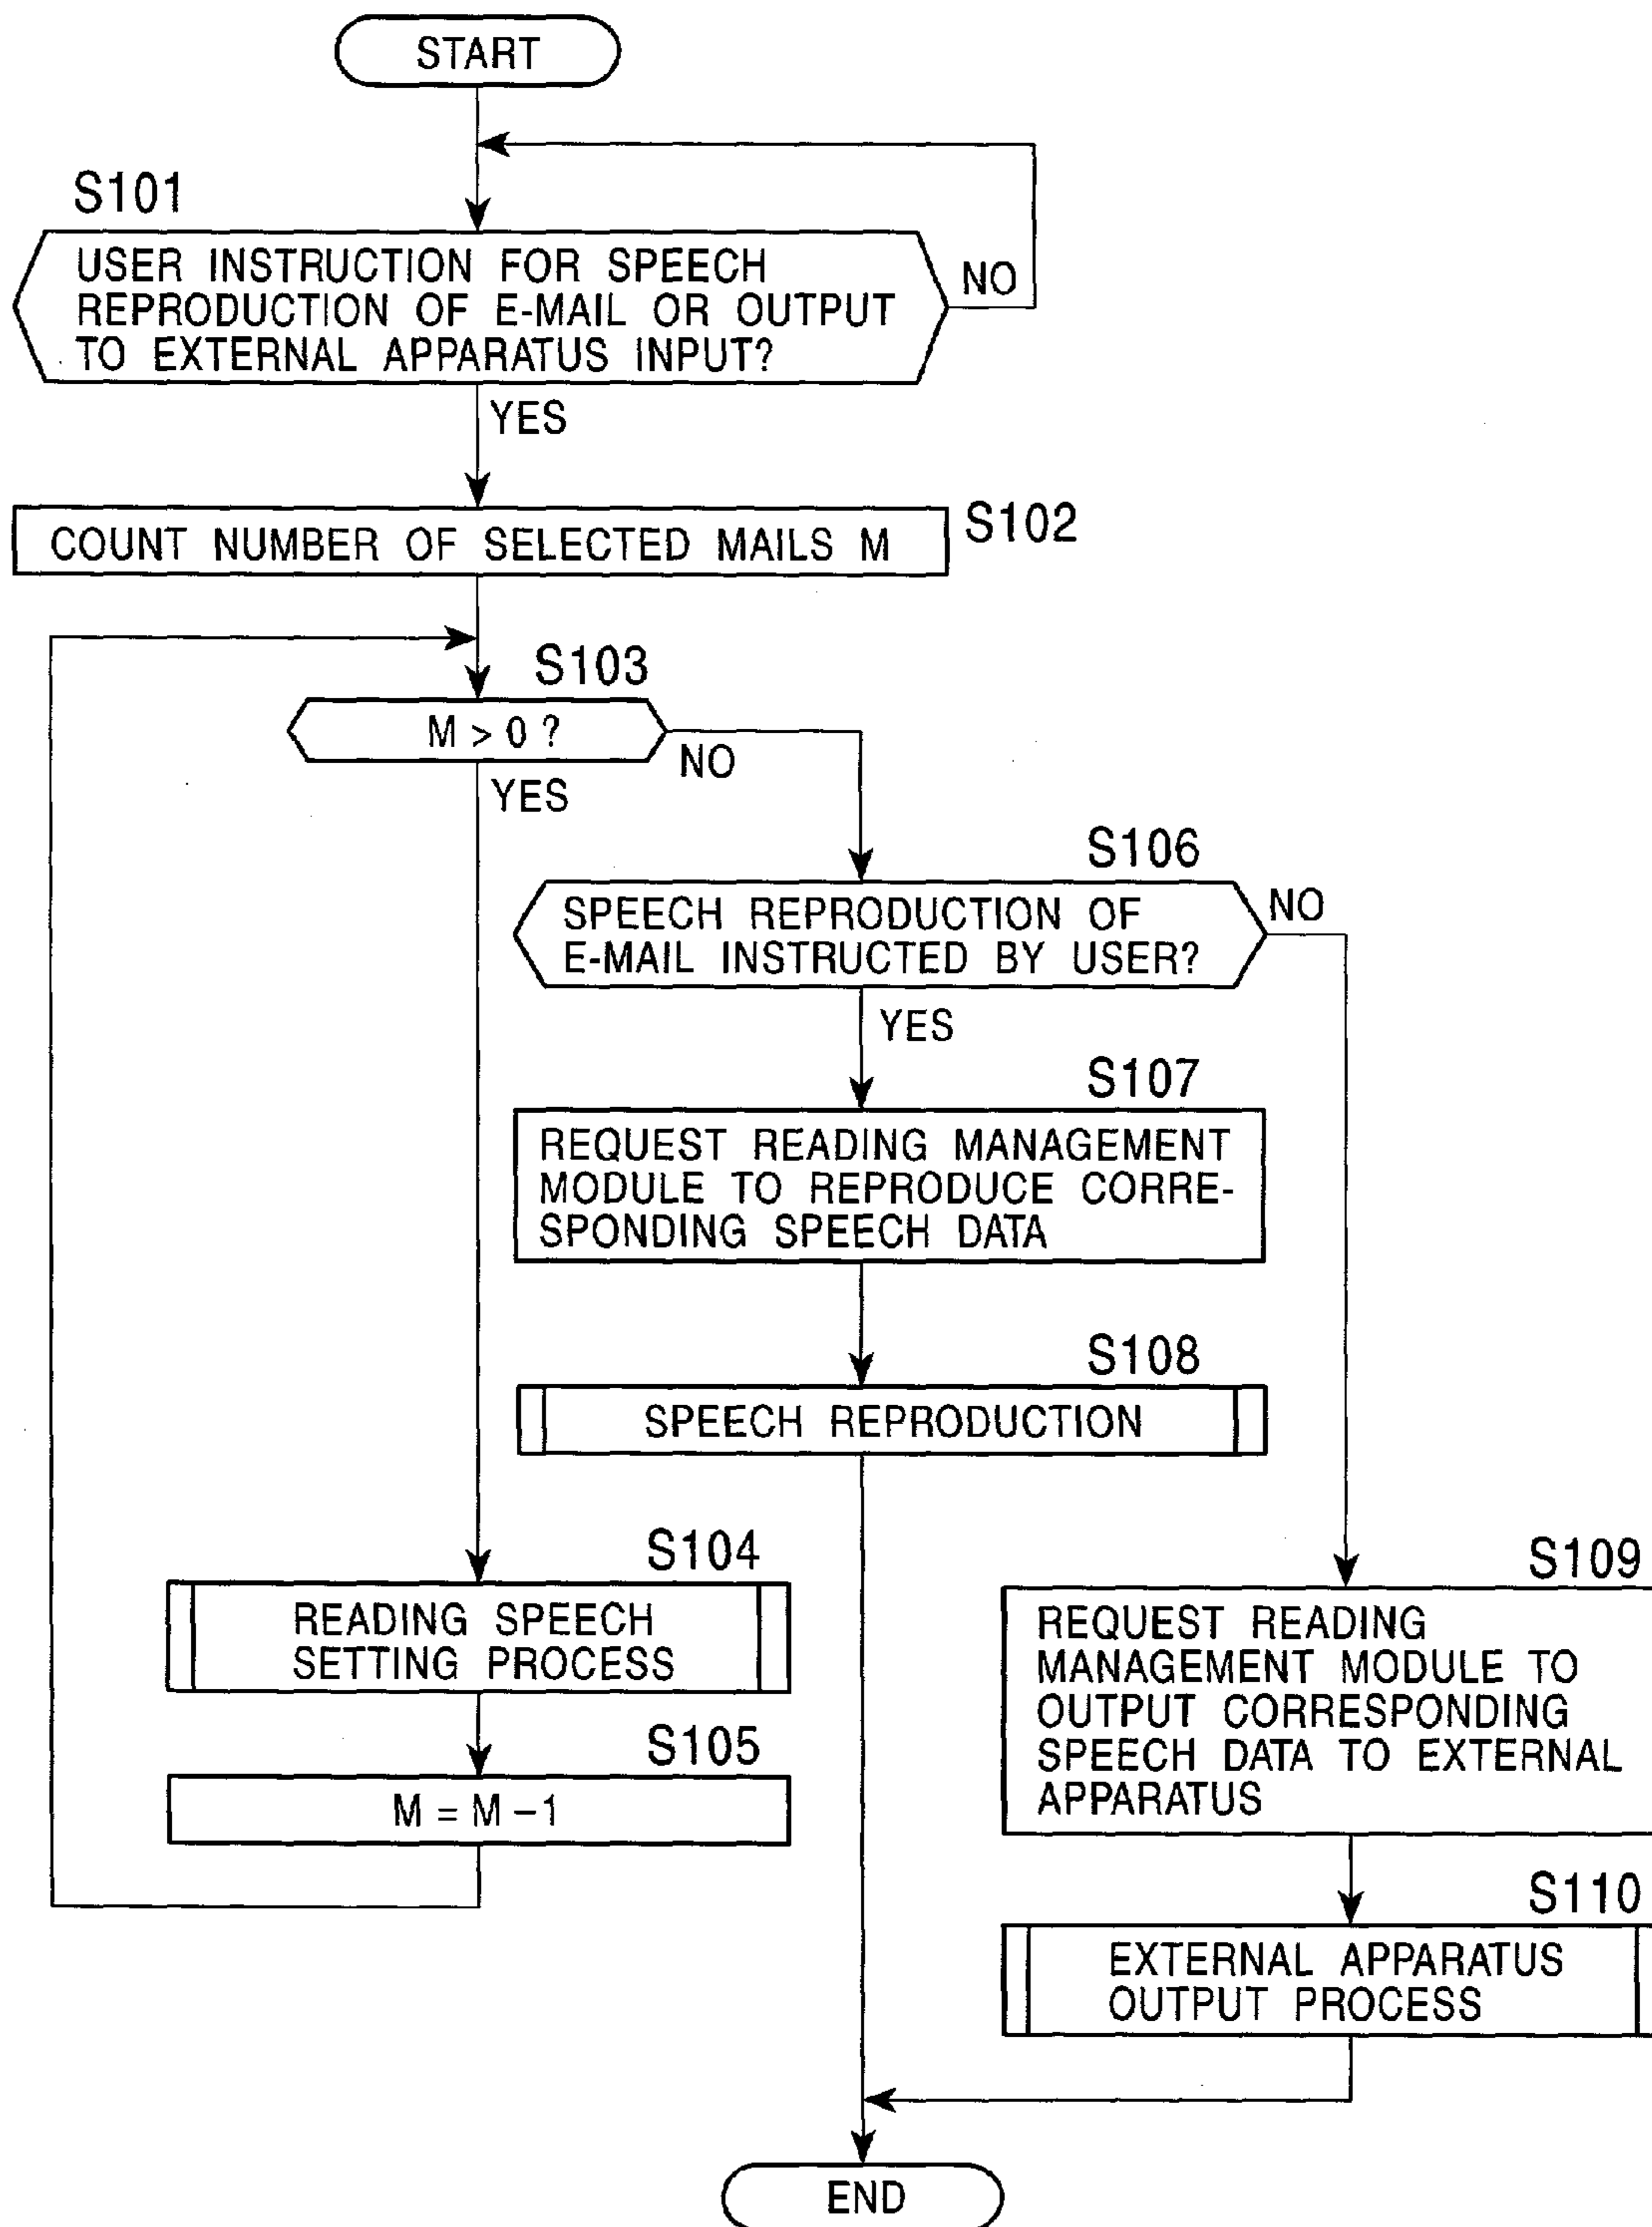 START
S101
USER INSTRUCTION FOR SPEECH
REPRODUCTION OF E-MAIL OR OUTPUT
TO EXTERNAL APPARATUS INPUT?
NO
YES
COUNT NUMBER OF SELECTED MAILS M
S102
S103
M > 0 ?
NO
YES
S106
SPEECH REPRODUCTION OF
E-MAIL INSTRUCTED BY USER?
NO
YES
S107
REQUEST READING MANAGEMENT
MODULE TO REPRODUCE CORRE-
SPONDING SPEECH DATA
S108
SPEECH REPRODUCTION
S104
READING SPEECH
SETTING PROCESS
S105
M = M –1
S109
REQUEST READING
MANAGEMENT MODULE TO
OUTPUT CORRESPONDING
SPEECH DATA TO EXTERNAL
APPARATUS
S110
EXTERNAL APPARATUS
OUTPUT PROCESS
END